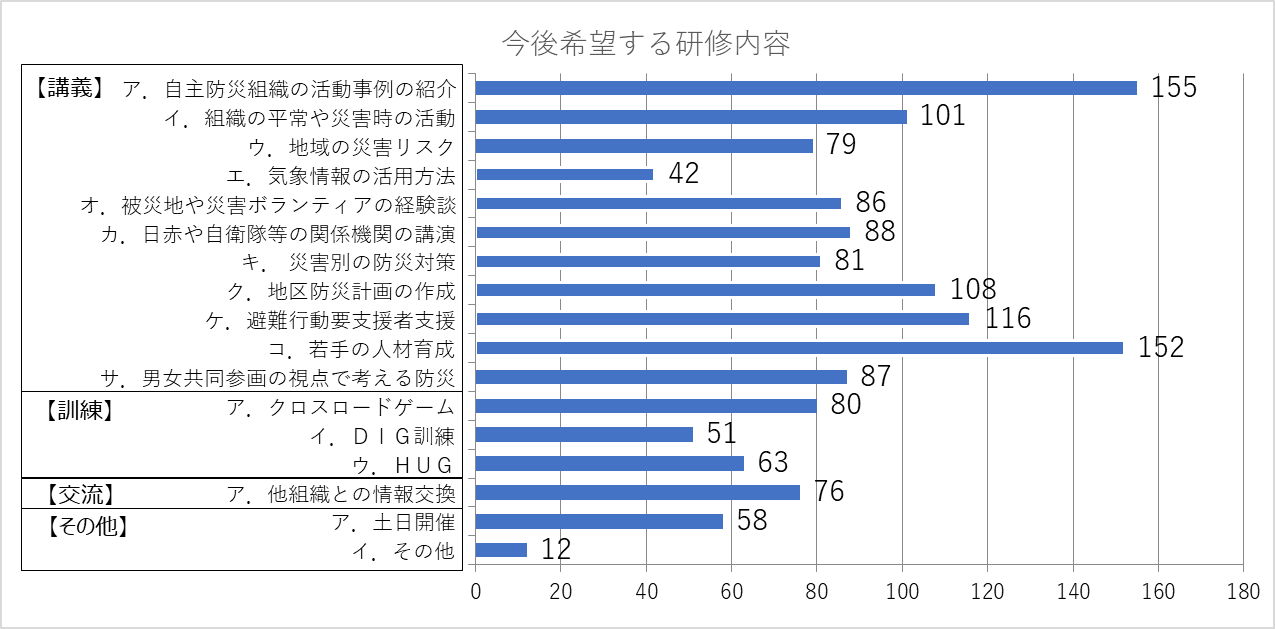 今後希望する研修内容
【講義】 ア．自主防災組織の活動事例の紹介 155
イ．組織の平常や災害時の活動 101
ウ．地域の災害リスク 79
エ．気象情報の活用方法 42
オ．被災地や災害ボランティアの経験談 86
カ．日赤や自衛隊等の関係機関の講演 88
キ． 災害別の防災対策 81
ク．地区防災計画の作成 108
ケ．避難行動要支援者支援 116
コ．若手の人材育成 152
サ．男女共同参画の視点で考える防災 87
【訓練】 ア．クロスロードゲーム 80
イ．ＤＩＧ訓練 51
ウ．ＨＵＧ 63
【交流】 ア．他組織との情報交換 76
【その他】 ア．土日開催 58
イ．その他 12
0 20 40 60 80 100 120 140 160 180